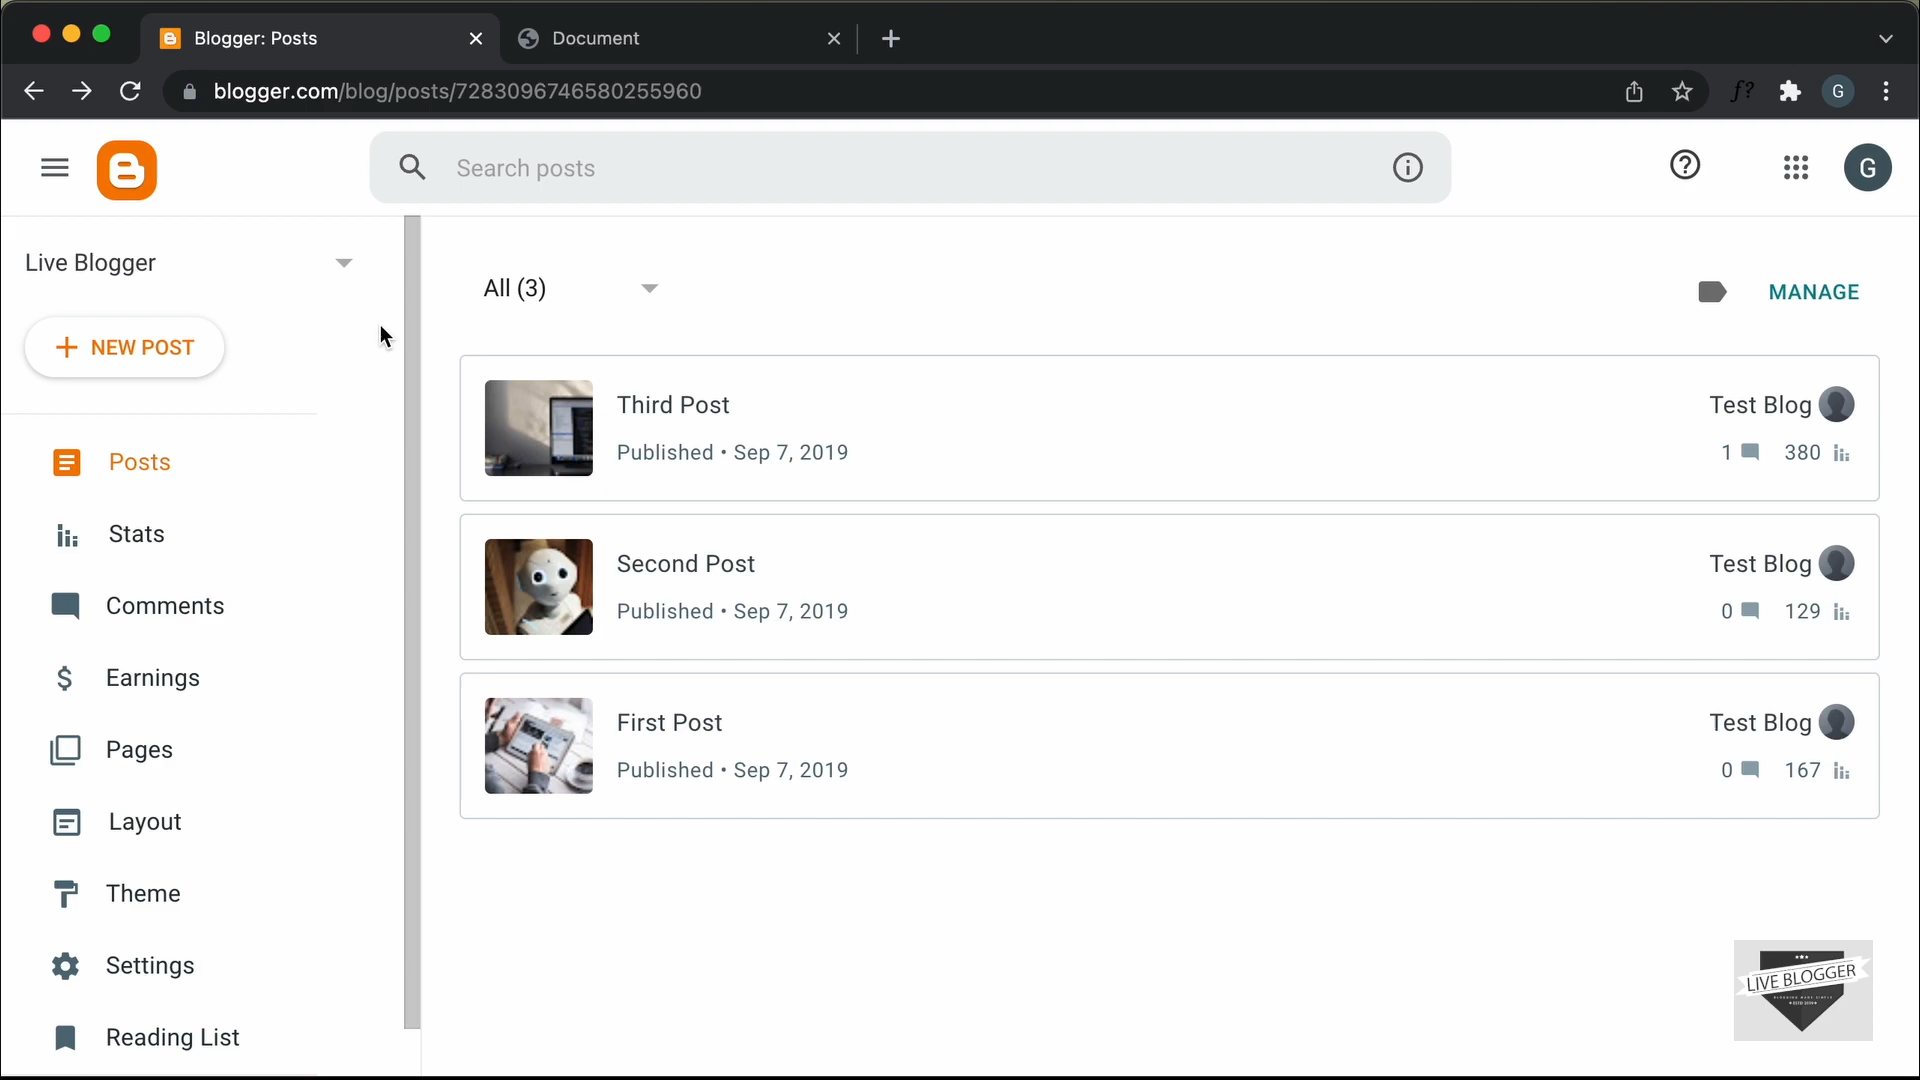 Blogger: Posts
Document
blogger.com/blog/posts/7283096746580255960
f?
G
Search posts
G
Live Blogger
All (3)
MANAGE
NEW POST
Third Post
Test Blog
Published • Sep 7, 2019
1
380
Posts
Stats
Second Post
Test Blog
Published • Sep 7, 2019
0
129
Comments
Earnings
First Post
Test Blog
Published • Sep 7, 2019
0
167
Pages
Layout
Theme
Settings
Reading List
LIVE BLOGGER